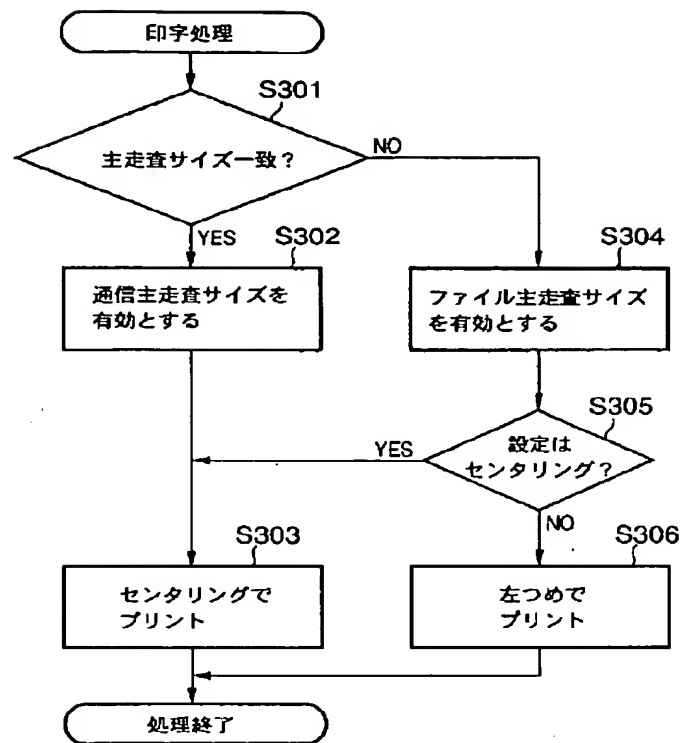 印字処理
S301
主走査サイズ一致？
NO
YES
S302
通信主走査サイズを
有効とする
S304
ファイル主走査サイズ
を有効とする
S305
設定は
センタリング？
YES
NO
S303
センタリングで
プリント
S306
左つめで
プリント
処理終了